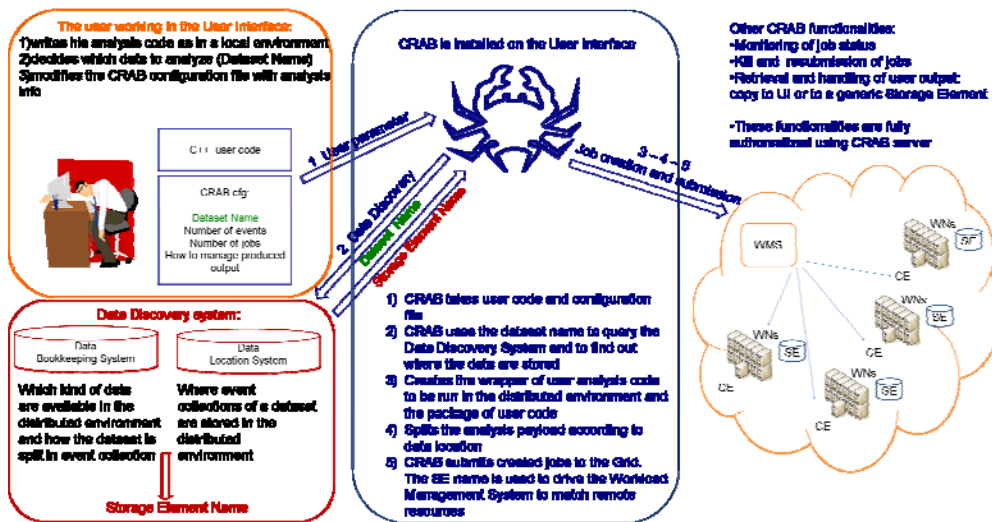 The user working in the User Interface:
1)writes his analysis code as in a local environment
2)decides which data to analyze (Dataset Name)
3)modifies the CRAB configuration file with analysis
info
C++ user code
CRAB cfg:
Dataset Name
Number of events
Number of jobs
How to manage produced
output
1 User parameter
2 Data Discovery
Dataset Name
Storage Element Name
Data Discovery system:
Data
Bookkeeping System
Data
Location System
Which kind of data
are available in the
distributed environment
and how the dataset is
split in event collection
Where event
collections of a dataset
are stored in the
distributed
environment
Storage Element Name
CRAB is installed on the User Interface
3 – 4 – 5
Job creation and submission
1) CRAB takes user code and configuration
file
2) CRAB uses the dataset name to query the
Data Discovery System and to find out
where the data are stored
3) Creates the wrapper of user analysis code
to be run in the distributed environment and
the package of user code
4) Splits the analysis payload according to
data location
5) CRAB submits created jobs to the Grid.
The SE name is used to drive the Workload
Management System to match remote
resources
Other CRAB functionalities:
•Monitoring of job status
•Kill and resubmission of jobs
•Retrieval and handling of user output:
copy to UI or to a generic Storage Element
•These functionalities are fully
WMS
WNs
SE
CE
WNs
SE
CE
WNs
SE
CE
WNs
SE
CE